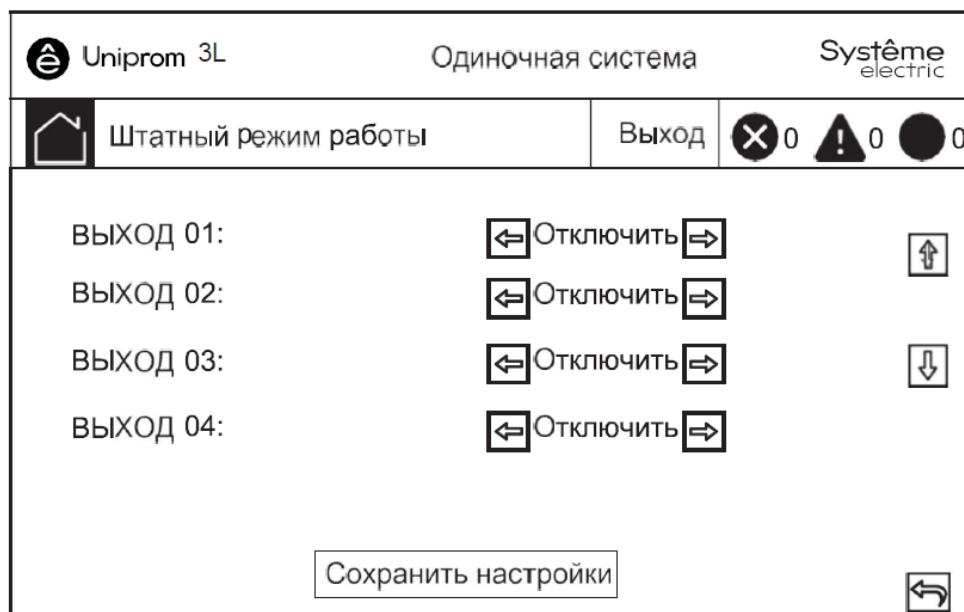 ê Uniprom 3L Одиночная система Systême electric
Штатный режим работы Выход 0 0 0
ВЫХОД 01: Отключить
ВЫХОД 02: Отключить
ВЫХОД 03: Отключить
ВЫХОД 04: Отключить
Сохранить настройки